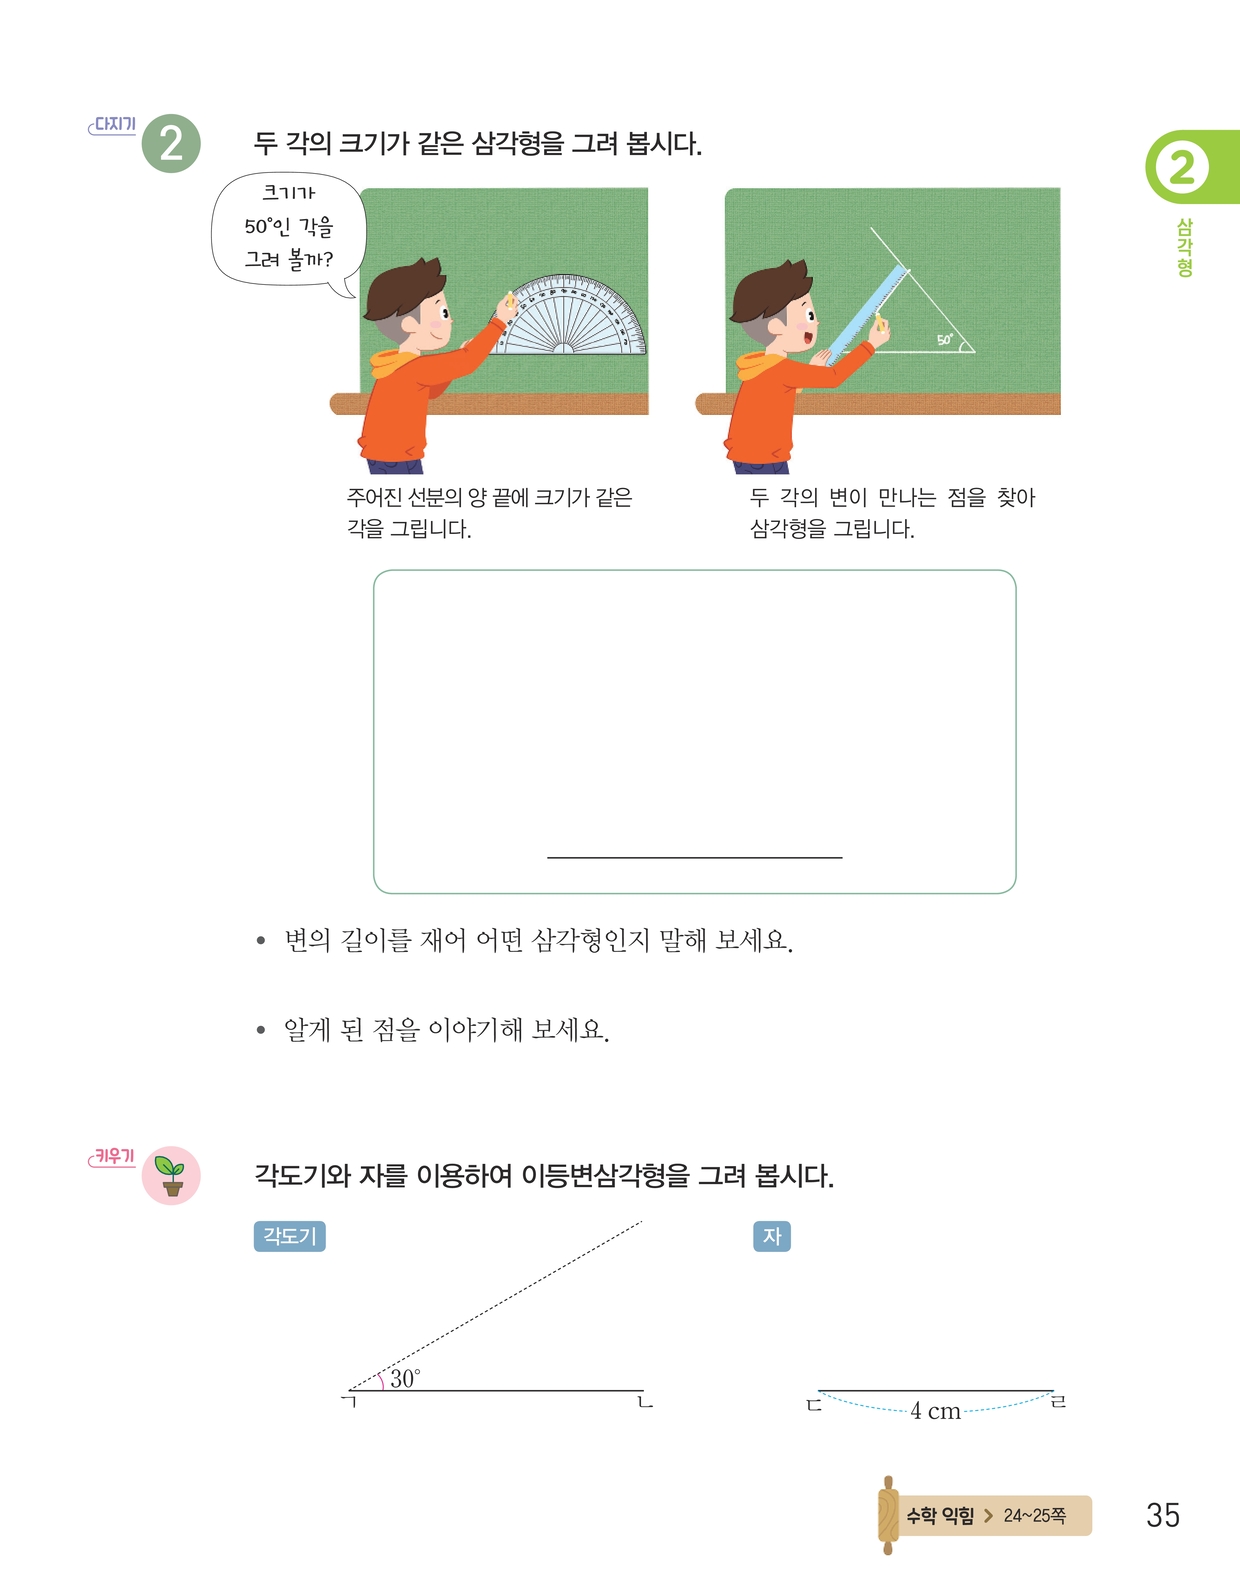 다지기
2
두 각의 크기가 같은 삼각형을 그려 봅시다.
크기가
50°인 각을
그려 볼까?
50°
주어진 선분의 양 끝에 크기가 같은
각을 그립니다.
두 각의 변이 만나는 점을 찾아
삼각형을 그립니다.
2
삼각형
• 변의 길이를 재어 어떤 삼각형인지 말해 보세요.
• 알게 된 점을 이야기해 보세요.
키우기
각도기와 자를 이용하여 이등변삼각형을 그려 봅시다.
각도기
30°
ㄱ
ㄴ
자
ㄷ
4 cm
ㄹ
수학 익힘 > 24~25쪽
35